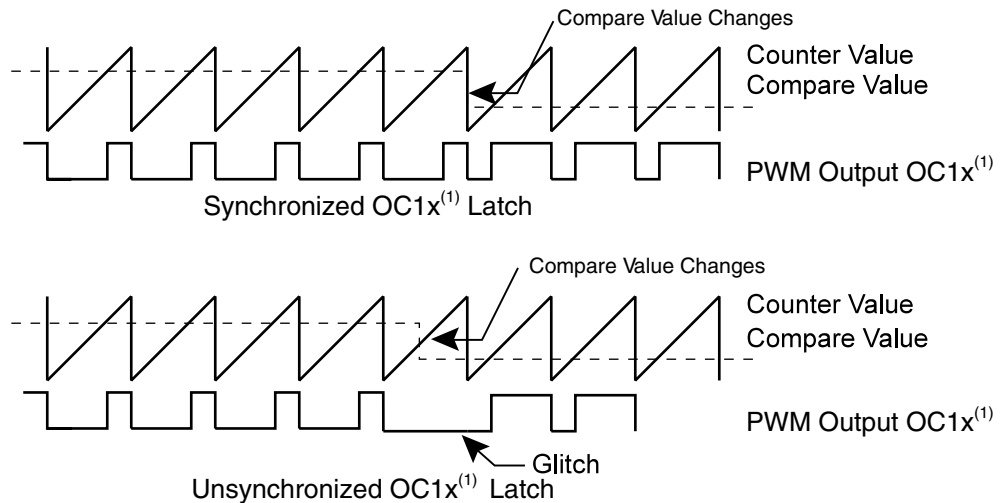 Compare Value Changes
Counter Value
Compare Value
PWM Output OC1x(1)
Synchronized OC1x(1) Latch
Compare Value Changes
Counter Value
Compare Value
PWM Output OC1x(1)
Glitch
Unsynchronized OC1x(1) Latch